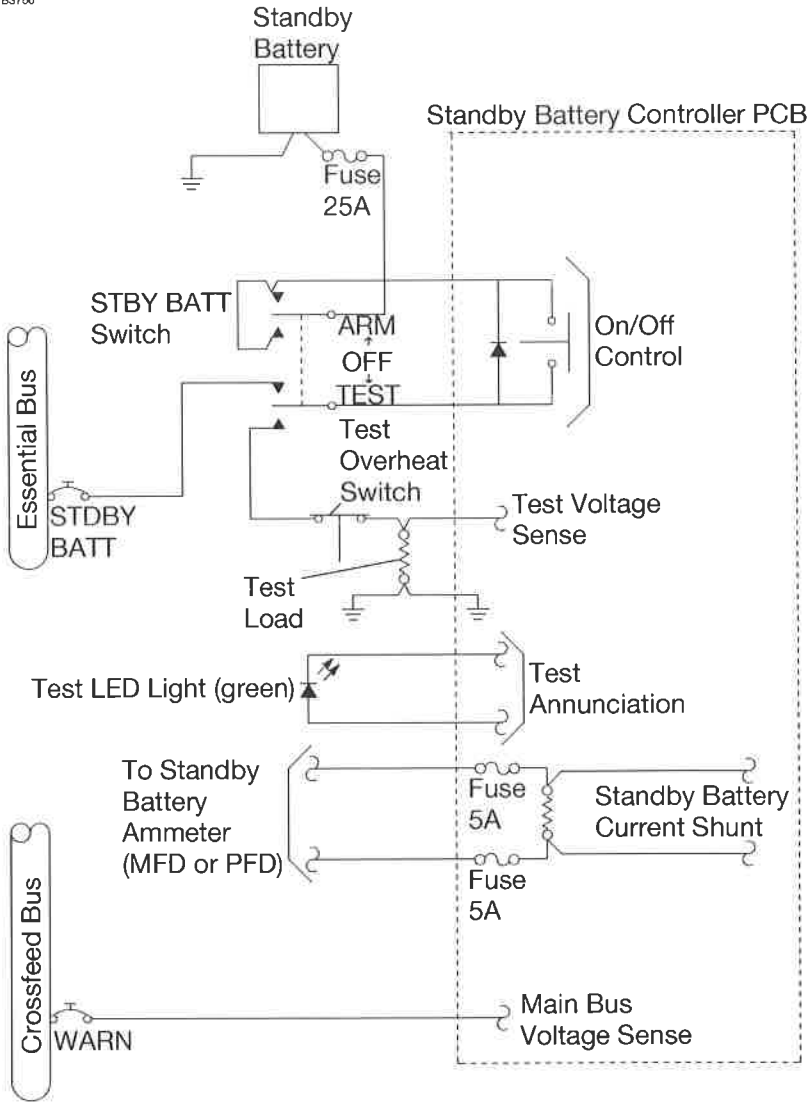 Standby
Battery
Standby Battery Controller PCB
Fuse
25A
STBY BATT
Switch
ARM
OFF
TEST
On/Off
Control
Essential Bus
STDBY
BATT
Test
Overheat
Switch
Test Voltage
Sense
Test
Load
Test LED Light (green)
Test
Annunciation
To Standby
Battery
Ammeter
(MFD or PFD)
Fuse
5A
Standby Battery
Current Shunt
Fuse
5A
Crossfeed Bus
WARN
Main Bus
Voltage Sense